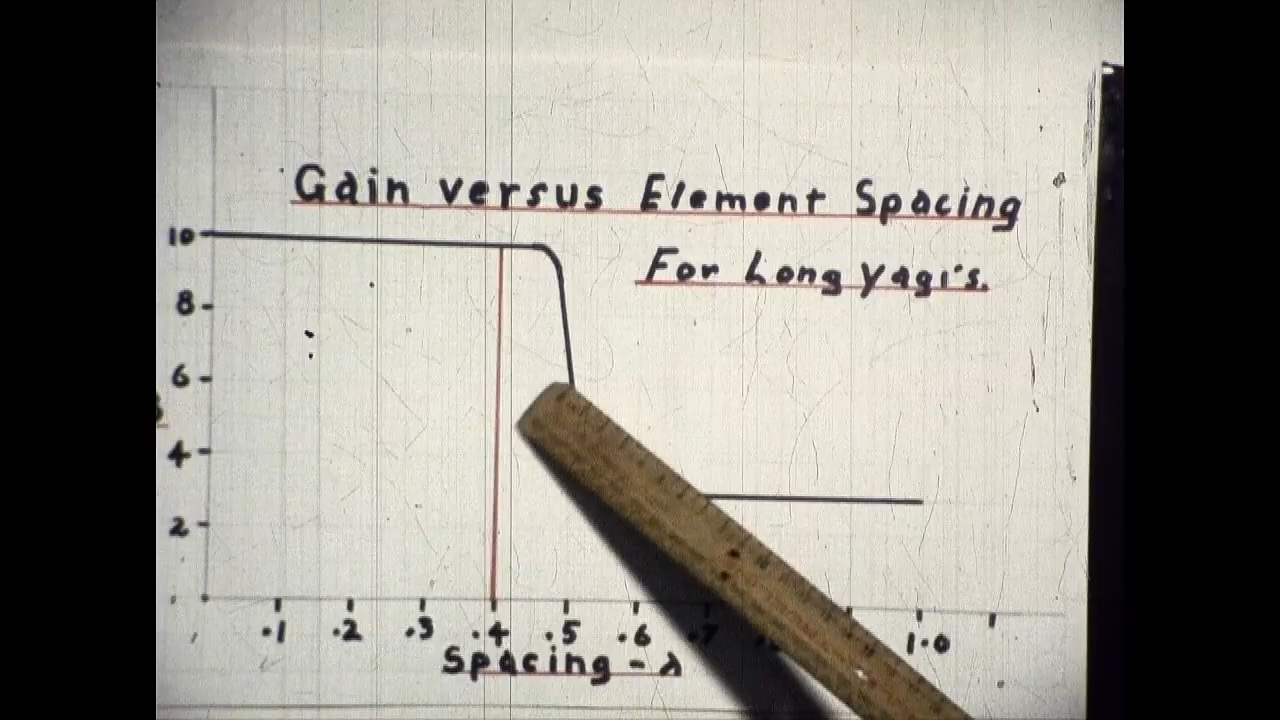 Gain versus Element Spacing
For Long Yagi's.
10
8
6
4
2
.1 .2 .3 .4 .5 .6 .7 1.0
Spacing - λ